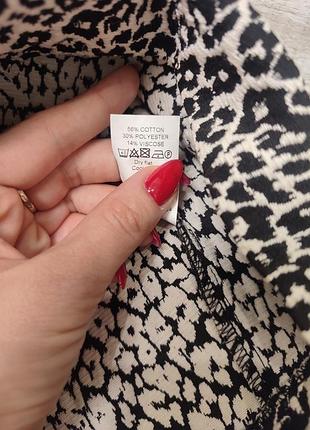 56% COTTON
30% POLYESTER
14% VISCOSE
Dry flat